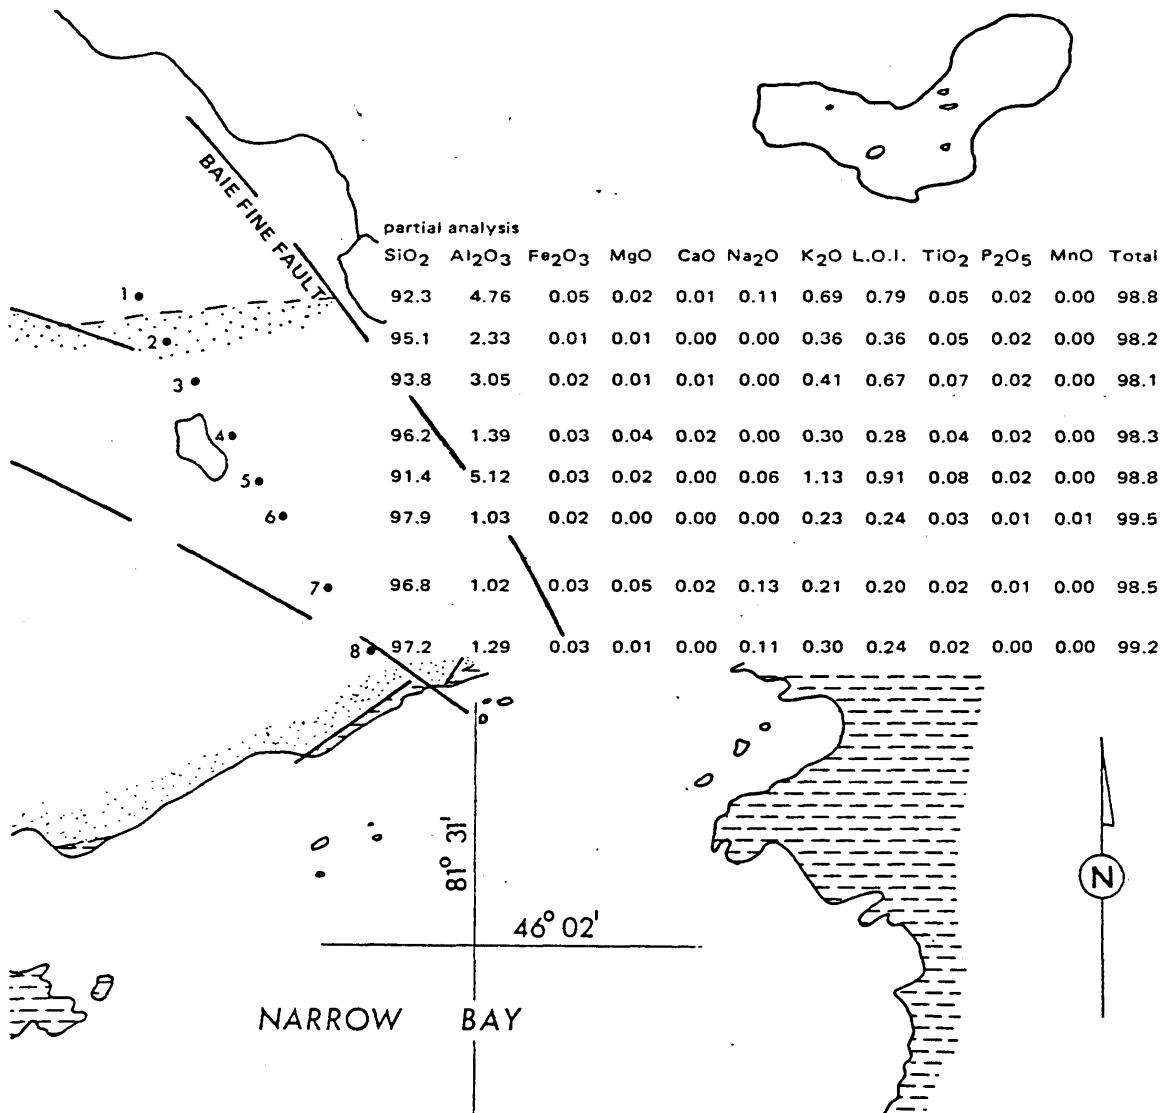 BAIE FINE FAULT
partial analysis
SiO2 Al2O3 Fe2O3 MgO CaO Na2O K2O L.O.I. TiO2 P2O5 MnO Total
1 92.3 4.76 0.05 0.02 0.01 0.11 0.69 0.79 0.05 0.02 0.00 98.8
2 95.1 2.33 0.01 0.01 0.00 0.00 0.36 0.36 0.05 0.02 0.00 98.2
3 93.8 3.05 0.02 0.01 0.01 0.00 0.41 0.67 0.07 0.02 0.00 98.1
4 96.2 1.39 0.03 0.04 0.02 0.00 0.30 0.28 0.04 0.02 0.00 98.3
5 91.4 5.12 0.03 0.02 0.00 0.06 1.13 0.91 0.08 0.02 0.00 98.8
6 97.9 1.03 0.02 0.00 0.00 0.00 0.23 0.24 0.03 0.01 0.01 99.5
7 96.8 1.02 0.03 0.05 0.02 0.13 0.21 0.20 0.02 0.01 0.00 98.5
8 97.2 1.29 0.03 0.01 0.00 0.11 0.30 0.24 0.02 0.00 0.00 99.2
81° 31'
N
46° 02'
NARROW BAY